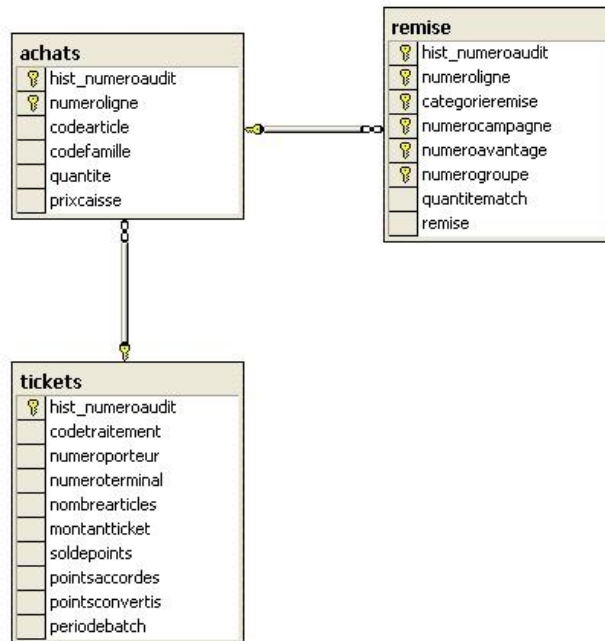 achats
hist_numeroaudit
numeroligne
codearticle
codefamille
quantite
prixcaisse
remise
hist_numeroaudit
numeroligne
categorieremise
numerocampagne
numeroavantage
numerogroupe
quantitematch
remise
tickets
hist_numeroaudit
codetraitement
numeroporteur
numeroterminal
nombrearticles
montantticket
soldepoints
pointsaccordes
pointsconvertis
periodebatch